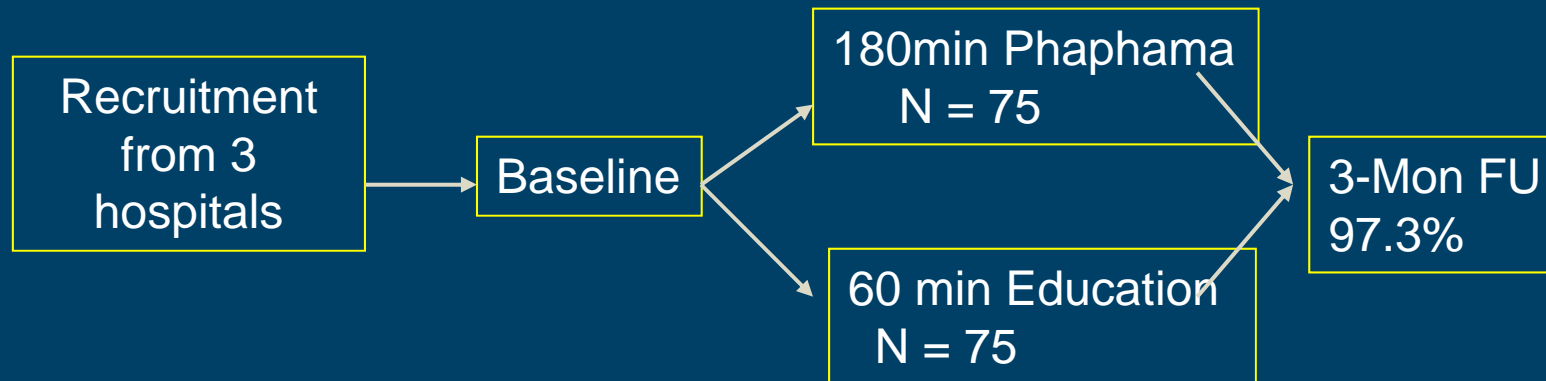 Recruitment
from 3
hospitals
Baseline
180min Phaphama
N = 75
60 min Education
N = 75
3-Mon FU
97.3%